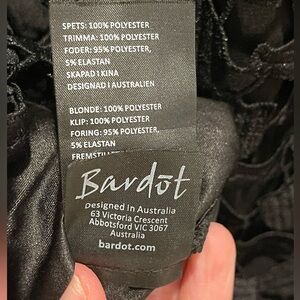 SPETS: 100% POLYESTER
TRIMMA: 100% POLYESTER
FODER: 95% POLYESTER,
5% ELASTAN
SKAPAD I KINA
DESIGNAD I AUSTRALIEN
BLONDE: 100% POLYESTER
KLIP: 100% POLYESTER
FORING: 95% POLYESTER,
5% ELASTAN
Bardot
Designed In Australia
63 Victoria Crescent
Abbotsford VIC 3067
Australia
bardot.com